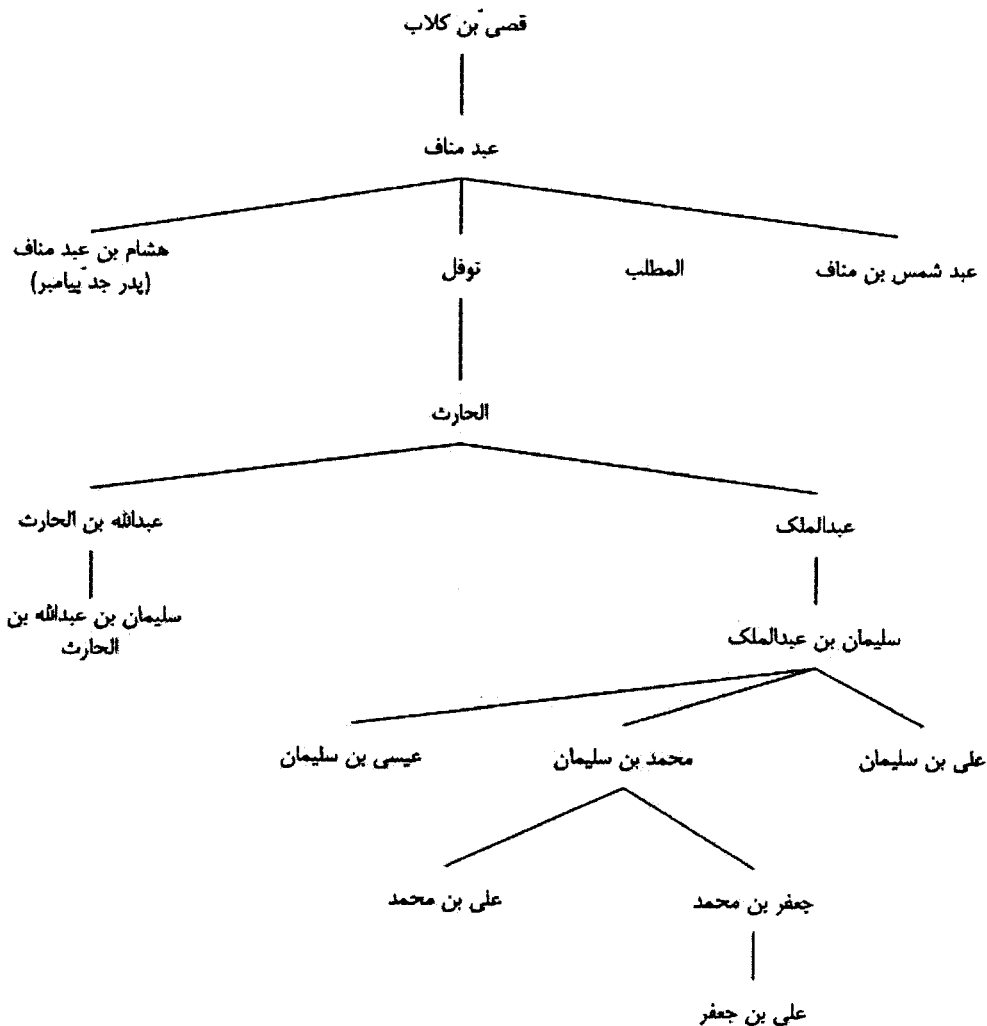 قصیّ بن کلاب
عبد مناف
عبد شمس بن مناف
المطلب
توفل
هشام بن عبد مناف
(پدر جدّ پیامبر)
الحارث
عبدالملک
عبدالله بن الحارث
سلیمان بن عبدالملک
سلیمان بن عبدالله بن
الحارث
علی بن سلیمان
محمد بن سلیمان
عیسی بن سلیمان
جعفر بن محمد
علی بن محمد
علی بن جعفر